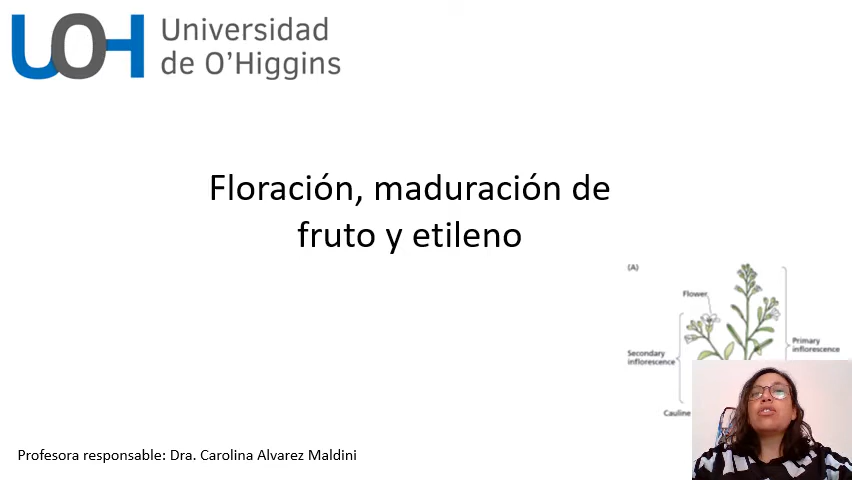 UOH
Universidad
de O'Higgins
Floración, maduración de
fruto y etileno
(A)
Flower
Primary
inflorescence
Secondary
inflorescence
Cauline
Profesora responsable: Dra. Carolina Alvarez Maldini